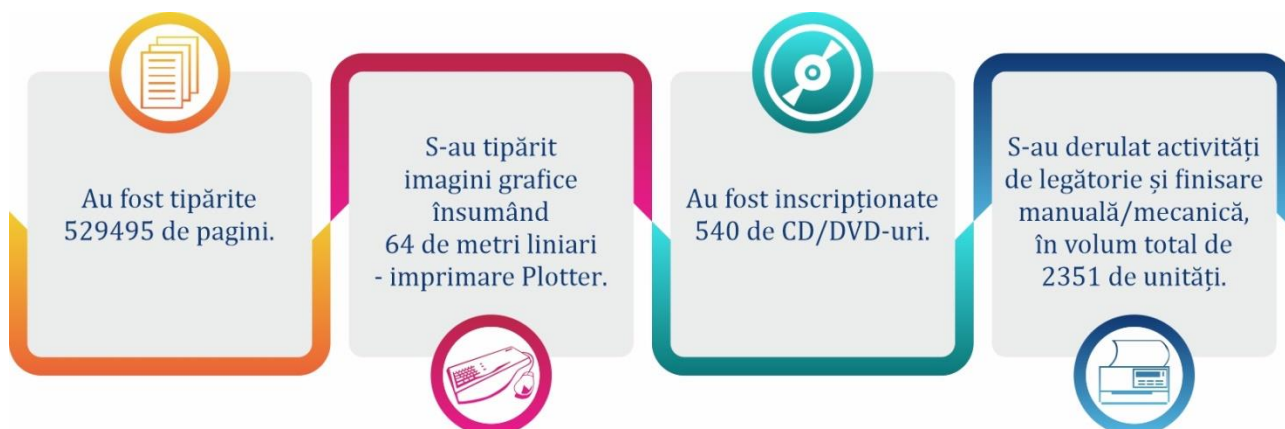 Au fost tipărite
529495 de pagini.
S-au tipărit
imagini grafice
însumând
64 de metri liniari
- imprimare Plotter.
Au fost inscripționate
540 de CD/DVD-uri.
S-au derulat activități
de legătorie și finisare
manuală/mecanică,
în volum total de
2351 de unități.